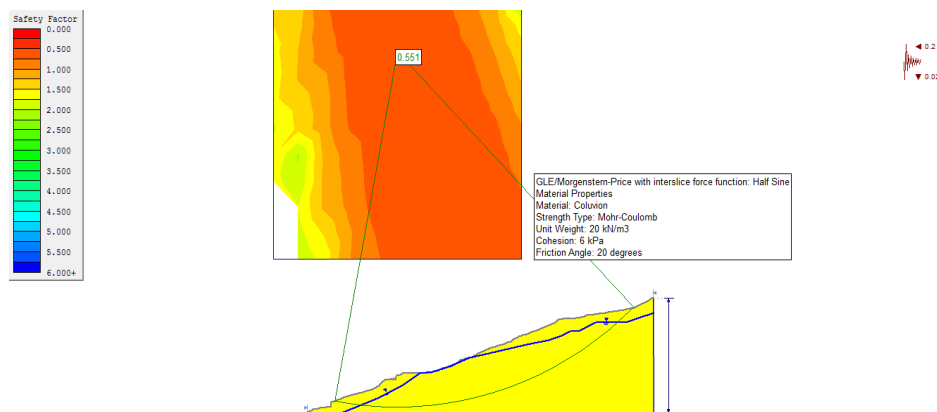 Safety Factor
0.000
0.500
1.000
1.500
2.000
2.500
3.000
3.500
4.000
4.500
5.000
5.500
6.000+
0.551
0.2
GLE/Morgenstern-Price with interslice force function: Half Sine
Material Properties
Material: Coluvion
Strength Type: Mohr-Coulomb
Unit Weight: 20 kN/m3
Cohesion: 6 kPa
Friction Angle: 20 degrees